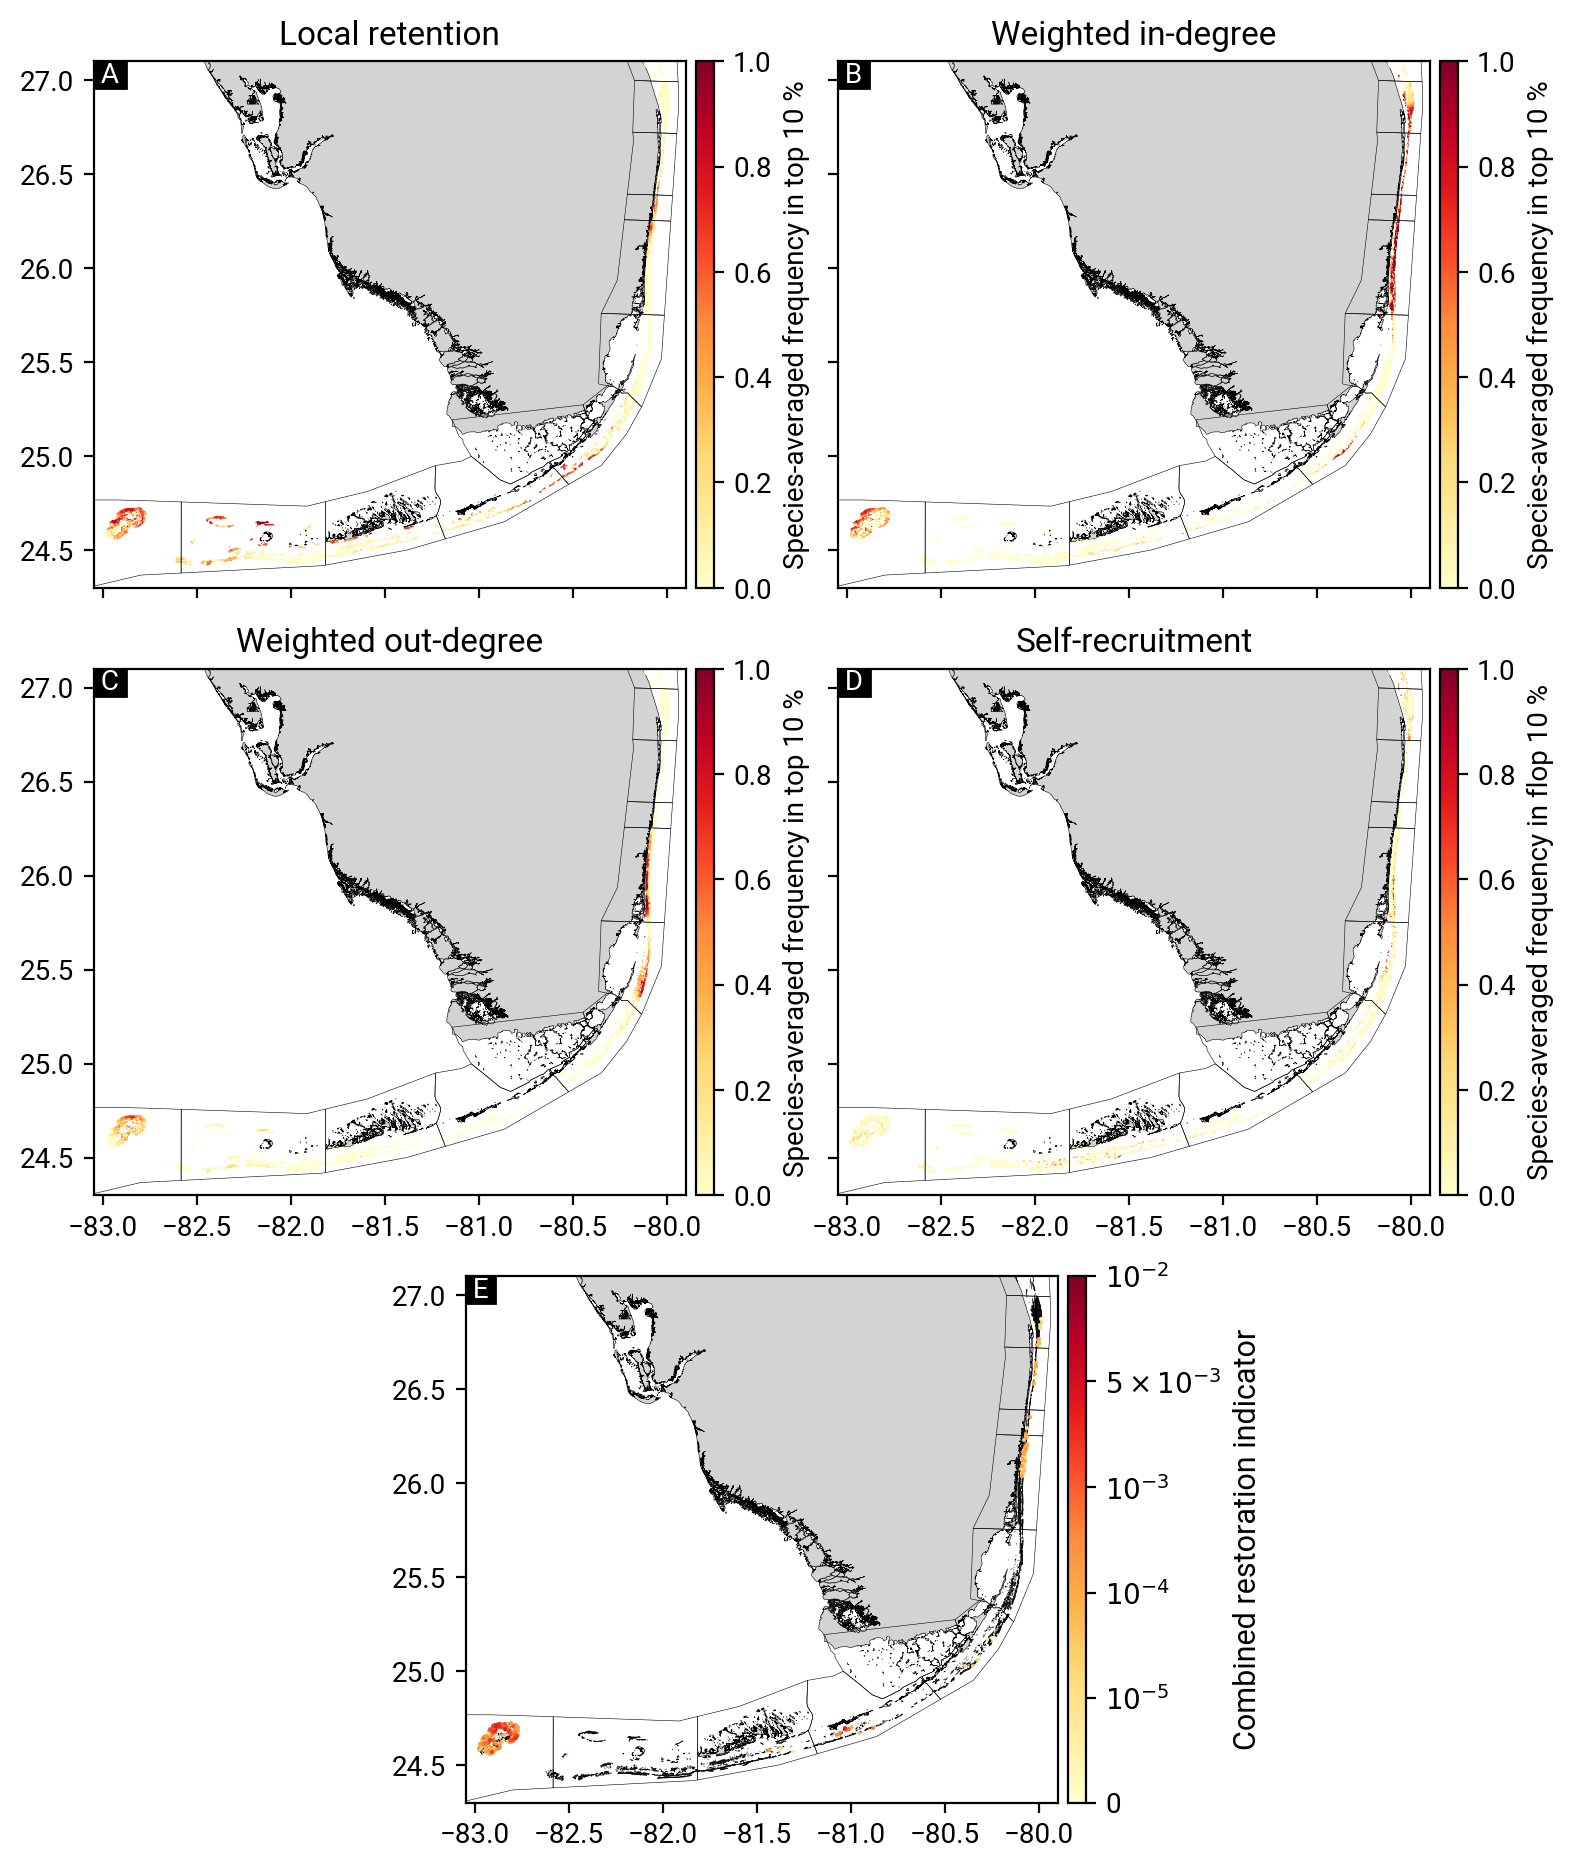 Local retention
Weighted in-degree
A
27.0
26.5
26.0
25.5
25.0
24.5
1.0
0.8
0.6
0.4
0.2
0.0
Species-averaged frequency in top 10 %
B
1.0
0.8
0.6
0.4
0.2
0.0
Species-averaged frequency in top 10 %
Weighted out-degree
Self-recruitment
C
27.0
26.5
26.0
25.5
25.0
24.5
−83.0 −82.5 −82.0 −81.5 −81.0 −80.5 −80.0
1.0
0.8
0.6
0.4
0.2
0.0
Species-averaged frequency in top 10 %
D
−83.0 −82.5 −82.0 −81.5 −81.0 −80.5 −80.0
1.0
0.8
0.6
0.4
0.2
0.0
Species-averaged frequency in flop 10 %
E
27.0
26.5
26.0
25.5
25.0
24.5
−83.0 −82.5 −82.0 −81.5 −81.0 −80.5 −80.0
10⁻²
5 × 10⁻³
10⁻³
10⁻⁴
10⁻⁵
0
Combined restoration indicator